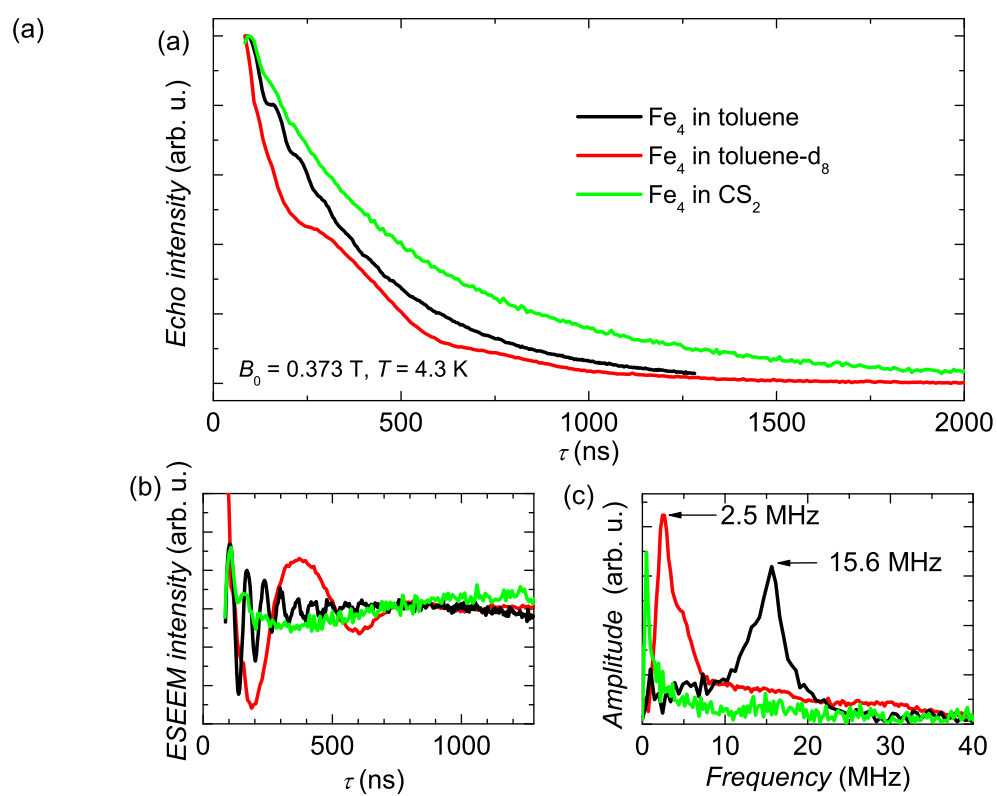 (a)
(a)
Echo intensity (arb. u.)
Fe4 in toluene
Fe4 in toluene-d8
Fe4 in CS2
B0 = 0.373 T, T = 4.3 K
0 500 1000 1500 2000
τ (ns)
(b)
ESEEM intensity (arb. u.)
0 500 1000
τ (ns)
(c)
Amplitude (arb. u.)
2.5 MHz
15.6 MHz
0 10 20 30 40
Frequency (MHz)